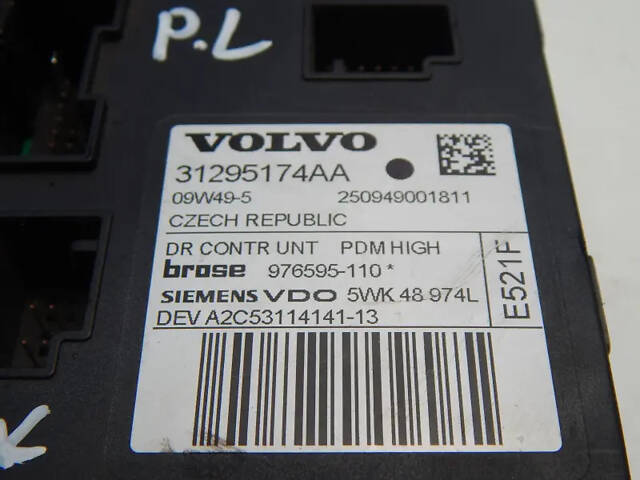 P.L
VOLVO
31295174AA
09W49-5 250949001811
CZECH REPUBLIC
DR CONTR UNT PDM HIGH
brose 976595-110*
SIEMENS VDO 5WK 48 974L
DEV A2C53114141-13
E521F